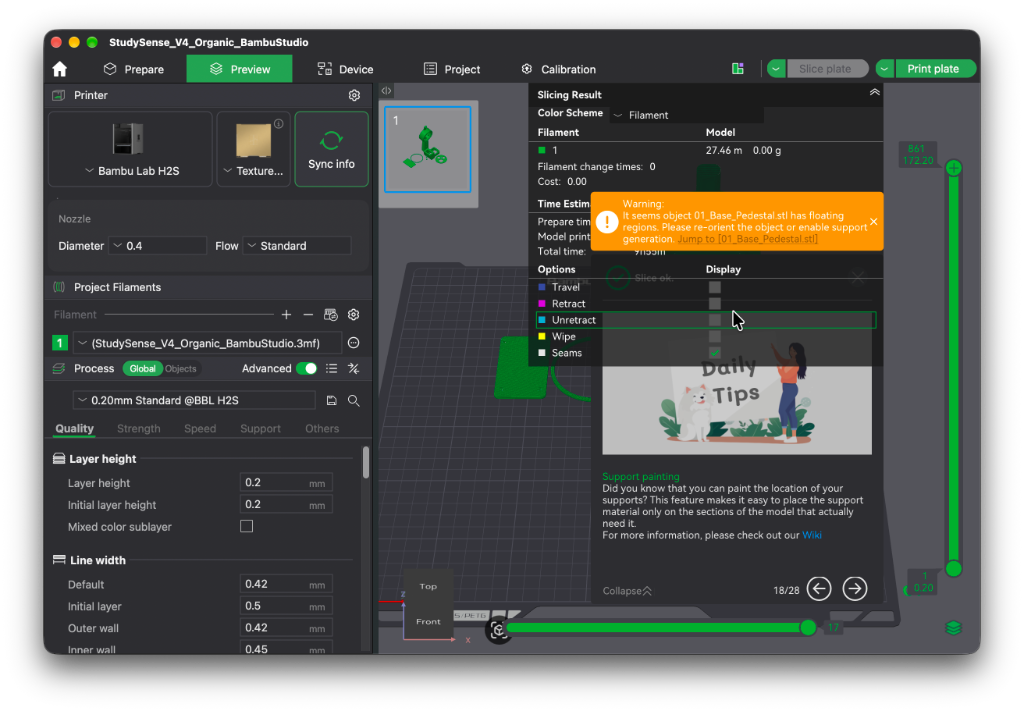 StudySense_V4_Organic_BambuStudio
Prepare
Preview
Device
Project
Calibration
Slice plate
Print plate
Printer
Bambu Lab H2S
Texture...
Sync info
Nozzle
Diameter
0.4
Flow
Standard
Project Filaments
Filament
1
(StudySense_V4_Organic_BambuStudio.3mf)
Process
Global
Objects
Advanced
0.20mm Standard @BBL H2S
Quality
Strength
Speed
Support
Others
Layer height
Layer height
0.2
mm
Initial layer height
0.2
mm
Mixed color sublayer
Line width
Default
0.42
mm
Initial layer
0.5
mm
Outer wall
0.42
mm
Inner wall
0.45
mm
1
Slicing Result
Color Scheme
Filament
Filament
Model
1
27.46 m
0.00 g
Filament change times: 0
Cost: 0.00
Time Estim
Prepare tim
Model print
Total time:
9h55m
Warning:
It seems object 01_Base_Pedestal.stl has floating
regions. Please re-orient the object or enable support
generation. Jump to [01_Base_Pedestal.stl]
Options
Display
Travel
Retract
Unretract
Wipe
Seams
Slice ok.
Daily
Tips
Support painting
Did you know that you can paint the location of your
supports? This feature makes it easy to place the support
material only on the sections of the model that actually
need it.
For more information, please check out our Wiki
Collapse
18/28
861
172.20
1
0.20
Top
Front
z
x
17